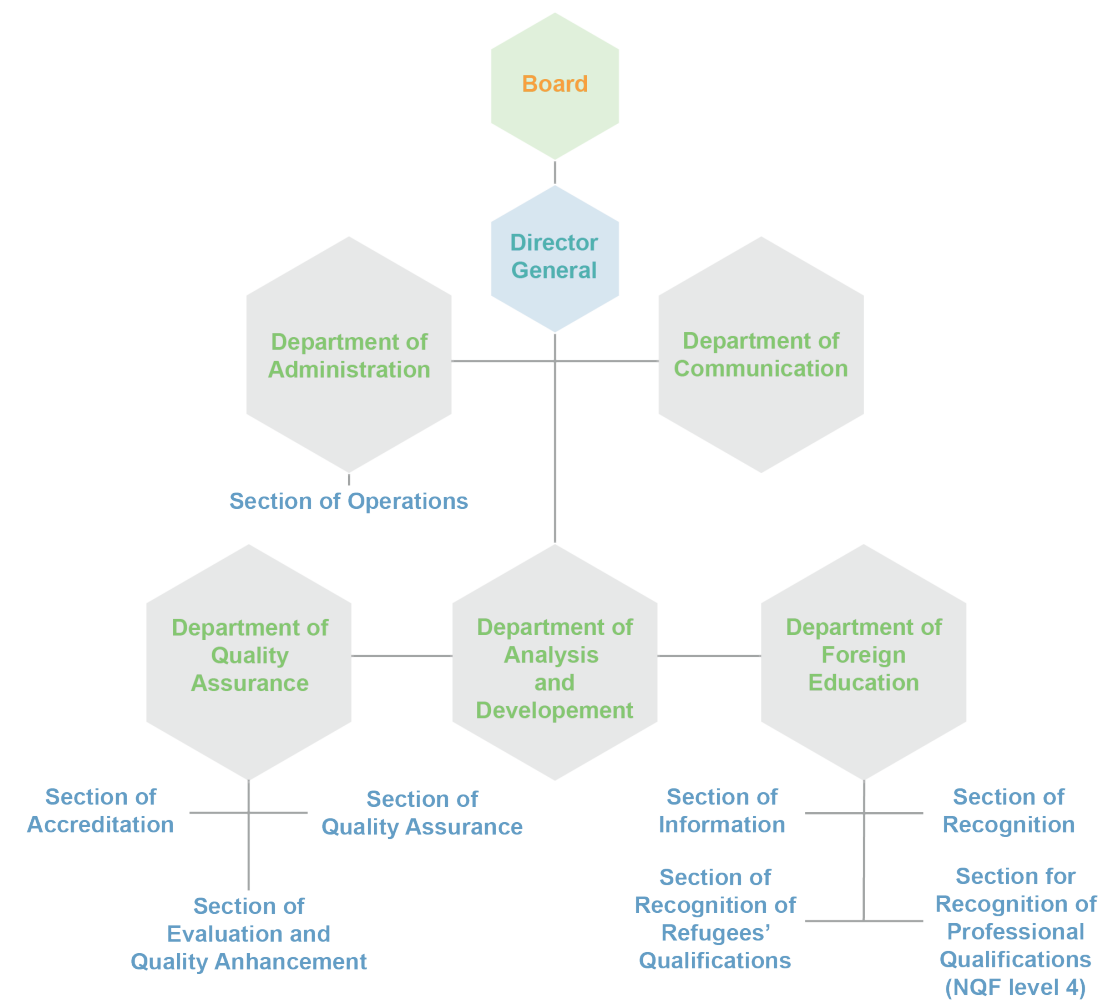 Board
Director
General
Department of
Administration
Department of
Communication
Section of Operations
Department of
Quality
Assurance
Department of
Analysis
and
Developement
Department of
Foreign
Education
Section of
Accreditation
Section of
Quality Assurance
Section of
Evaluation and
Quality Anhancement
Section of
Information
Section of
Recognition
Section of
Recognition of
Refugees’
Qualifications
Section for
Recognition of
Professional
Qualifications
(NQF level 4)